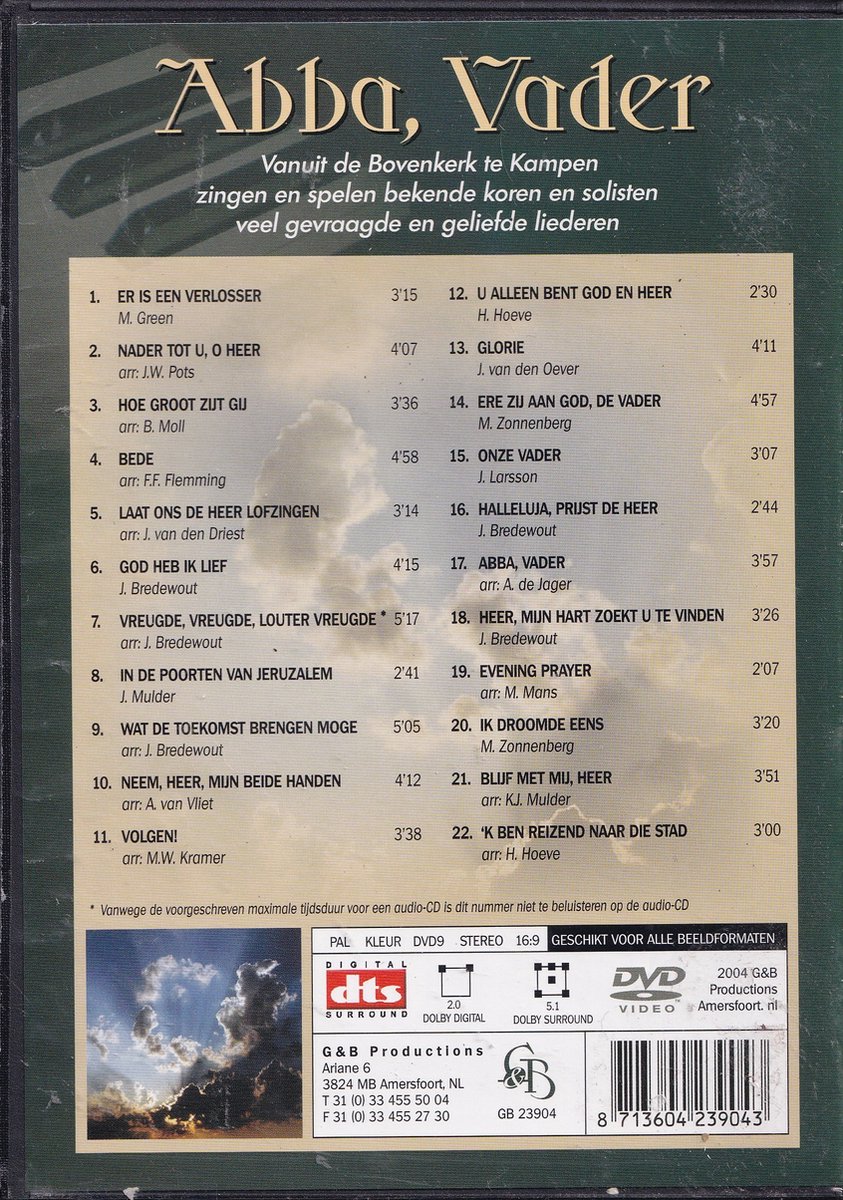 Abba, Vader
Vanuit de Bovenkerk te Kampen
zingen en spelen bekende koren en solisten
veel gevraagde en geliefde liederen
1. ER IS EEN VERLOSSER 3'15
M. Green
2. NADER TOT U, O HEER 4'07
arr: J.W. Pots
3. HOE GROOT ZIJT GIJ 3'36
arr: B. Moll
4. BEDE 4'58
arr: F.F. Flemming
5. LAAT ONS DE HEER LOFZINGEN 3'14
arr: J. van den Driest
6. GOD HEB IK LIEF 4'15
J. Bredewout
7. VREUGDE, VREUGDE, LOUTER VREUGDE * 5'17
arr: J. Bredewout
8. IN DE POORTEN VAN JERUZALEM 2'41
J. Mulder
9. WAT DE TOEKOMST BRENGEN MOGE 5'05
arr: J. Bredewout
10. NEEM, HEER, MIJN BEIDE HANDEN 4'12
arr: A. van Vliet
11. VOLGEN! 3'38
arr: M.W. Kramer
12. U ALLEEN BENT GOD EN HEER 2'30
H. Hoeve
13. GLORIE 4'11
J. van den Oever
14. ERE ZIJ AAN GOD, DE VADER 4'57
M. Zonnenberg
15. ONZE VADER 3'07
J. Larsson
16. HALLELUJA, PRIJST DE HEER 2'44
J. Bredewout
17. ABBA, VADER 3'57
arr: A. de Jager
18. HEER, MIJN HART ZOEKT U TE VINDEN 3'26
J. Bredewout
19. EVENING PRAYER 2'07
arr: M. Mans
20. IK DROOMDE EENS 3'20
M. Zonnenberg
21. BLIJF MET MIJ, HEER 3'51
arr: K.J. Mulder
22. 'K BEN REIZEND NAAR DIE STAD 3'00
arr: H. Hoeve
* Vanwege de voorgeschreven maximale tijdsduur voor een audio-CD is dit nummer niet te beluisteren op de audio-CD
PAL KLEUR DVD9 STEREO 16:9 GESCHIKT VOOR ALLE BEELDFORMATEN
DIGITAL
dts
SURROUND
2.0
DOLBY DIGITAL
5.1
DOLBY SURROUND
DVD
VIDEO
2004 G&B
Productions
Amersfoort. nl
G&B Productions
Ariane 6
3824 MB Amersfoort, NL
T 31 (0) 33 455 50 04
F 31 (0) 33 455 27 30
G&B
GB 23904
8 713604 239043